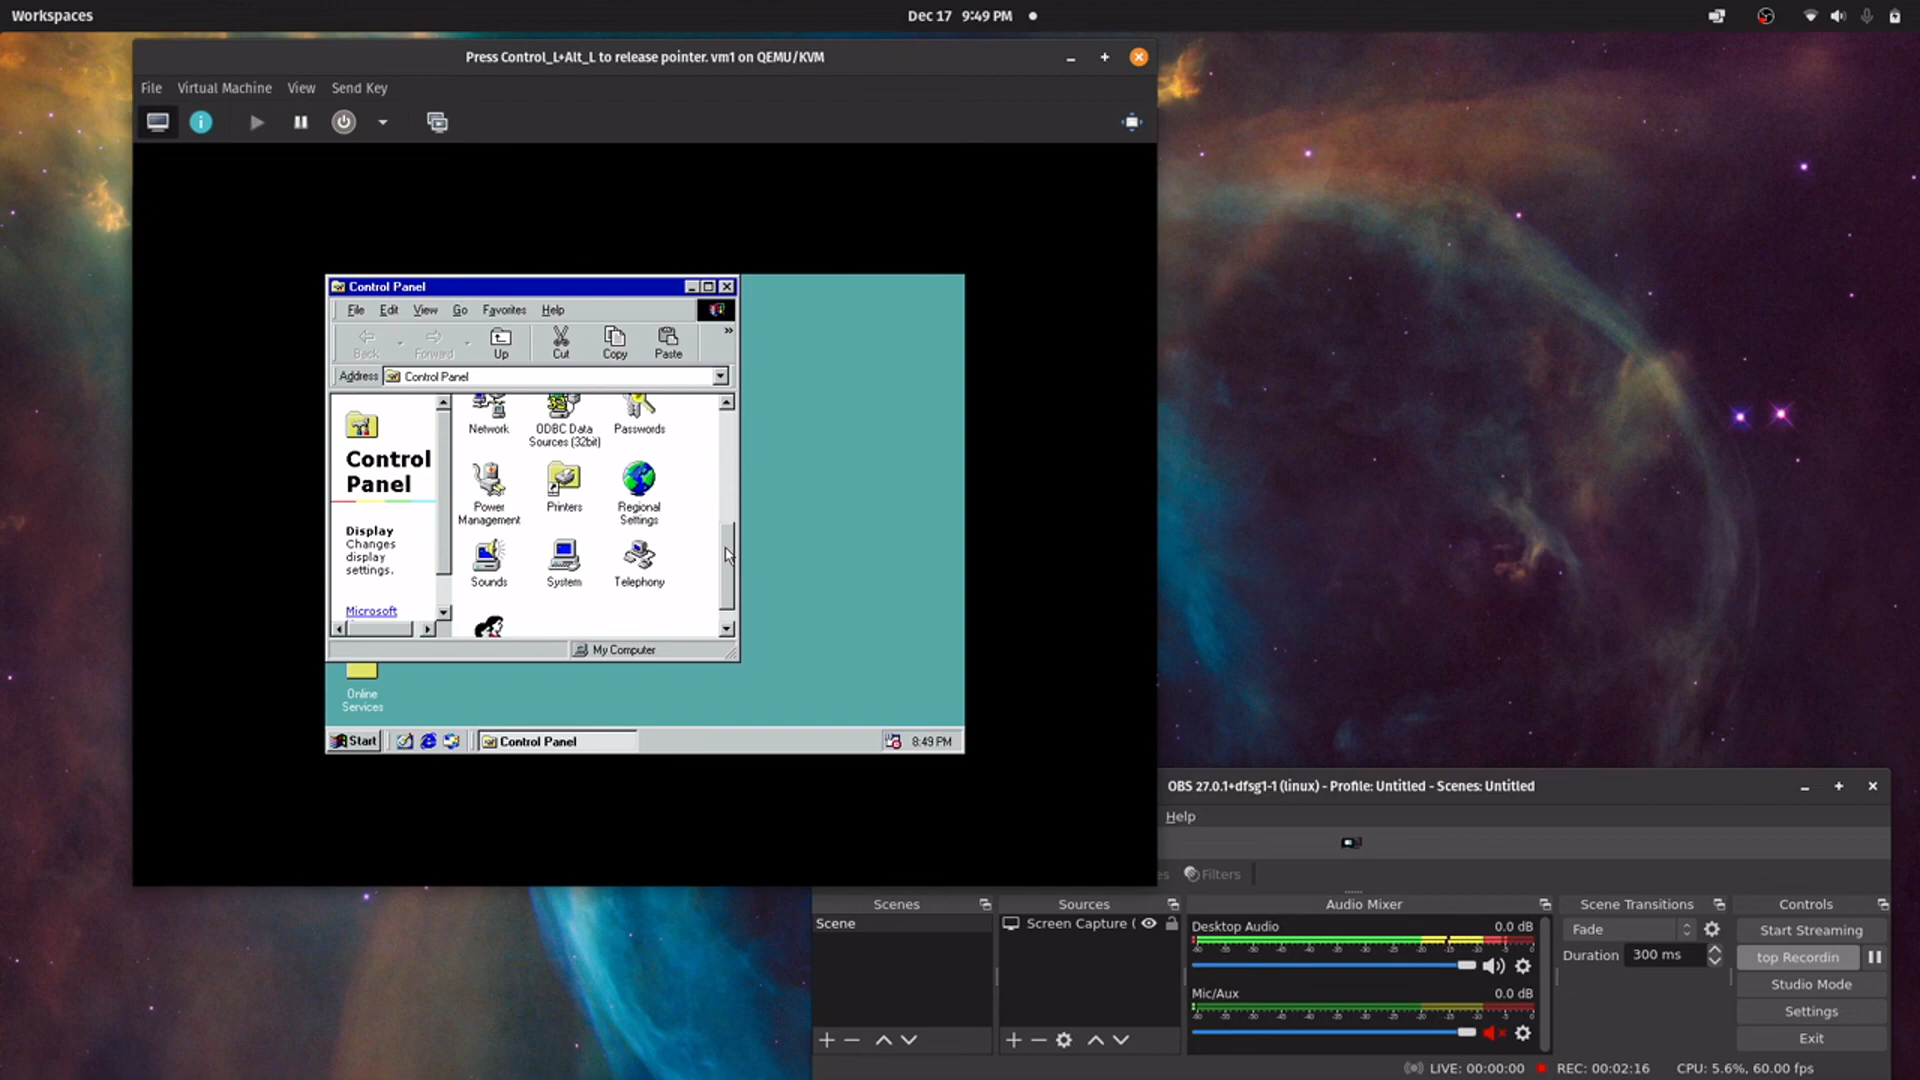 Workspaces
Dec 17 9:49 PM
Press Control_L+Alt_L to release pointer. vm1 on QEMU/KVM
File Virtual Machine View Send Key
Control Panel
File Edit View Go Favorites Help
Back Forward Up Cut Copy Paste
Address Control Panel
Network ODBC Data Sources (32bit) Passwords
Control
Panel
Power Management Printers Regional Settings
Display
Changes
display
settings.
Sounds System Telephony
Microsoft
My Computer
Online
Services
Start Control Panel 8:49 PM
OBS 27.0.1+dfsg1-1 (linux) - Profile: Untitled - Scenes: Untitled
Help
es Filters
Scenes Sources Audio Mixer Scene Transitions Controls
Scene
Screen Capture (
Desktop Audio 0.0 dB
Fade
Start Streaming
Duration 300 ms
top Recordin
Mic/Aux 0.0 dB
Studio Mode
Settings
Exit
LIVE: 00:00:00 REC: 00:02:16 CPU: 5.6%, 60.00 fps